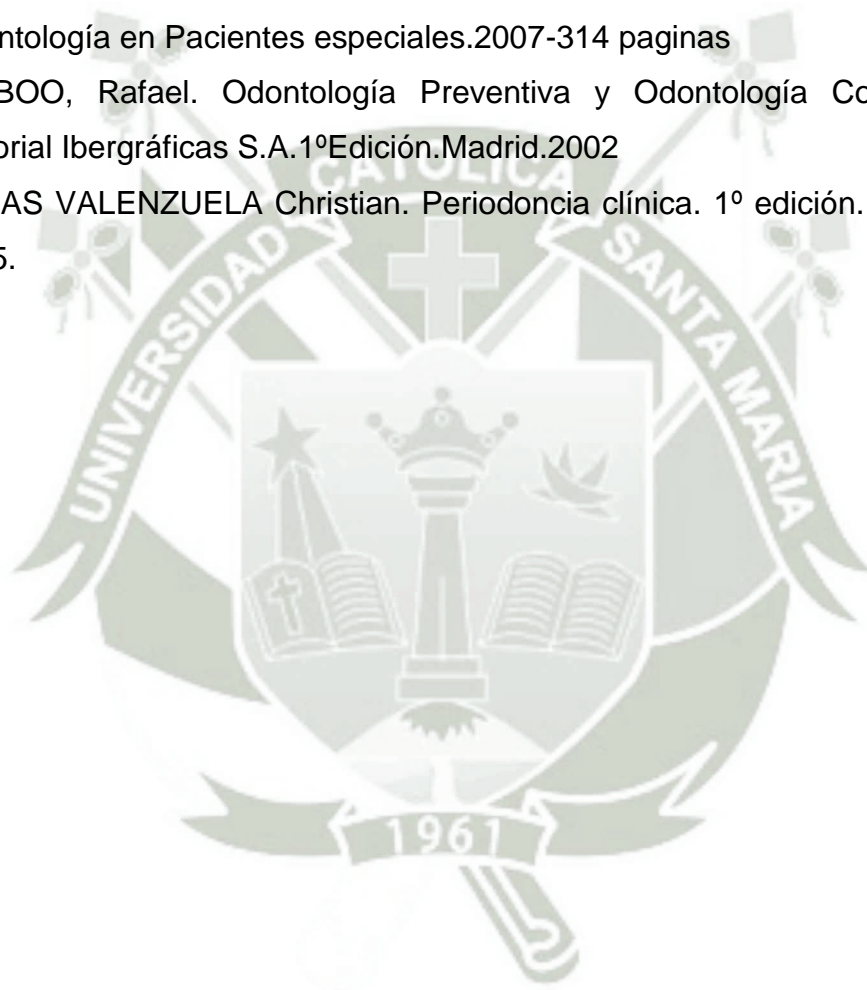 ntología en Pacientes especiales.2007-314 paginas
BOO, Rafael. Odontología Preventiva y Odontología Co
orial Ibergráficas S.A.1ºEdición.Madrid.2002
AS VALENZUELA Christian. Periodoncia clínica. 1º edición.
5.
UNIVERSIDAD CATOLICA SANTA MARIA
1961